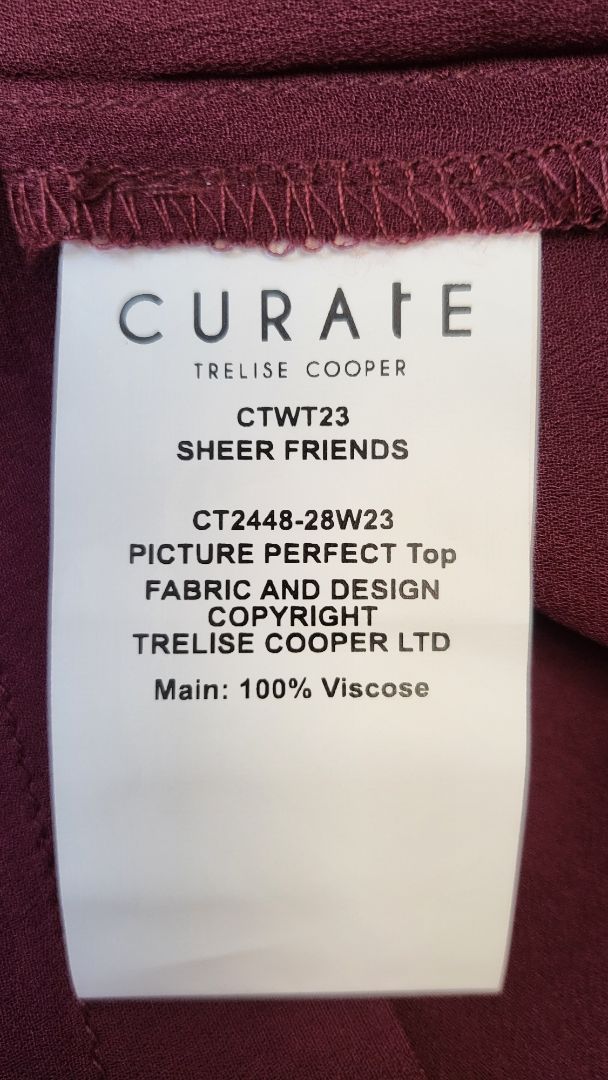 CURATE
TRELISE COOPER
CTWT23
SHEER FRIENDS
CT2448-28W23
PICTURE PERFECT Top
FABRIC AND DESIGN
COPYRIGHT
TRELISE COOPER LTD
Main: 100% Viscose